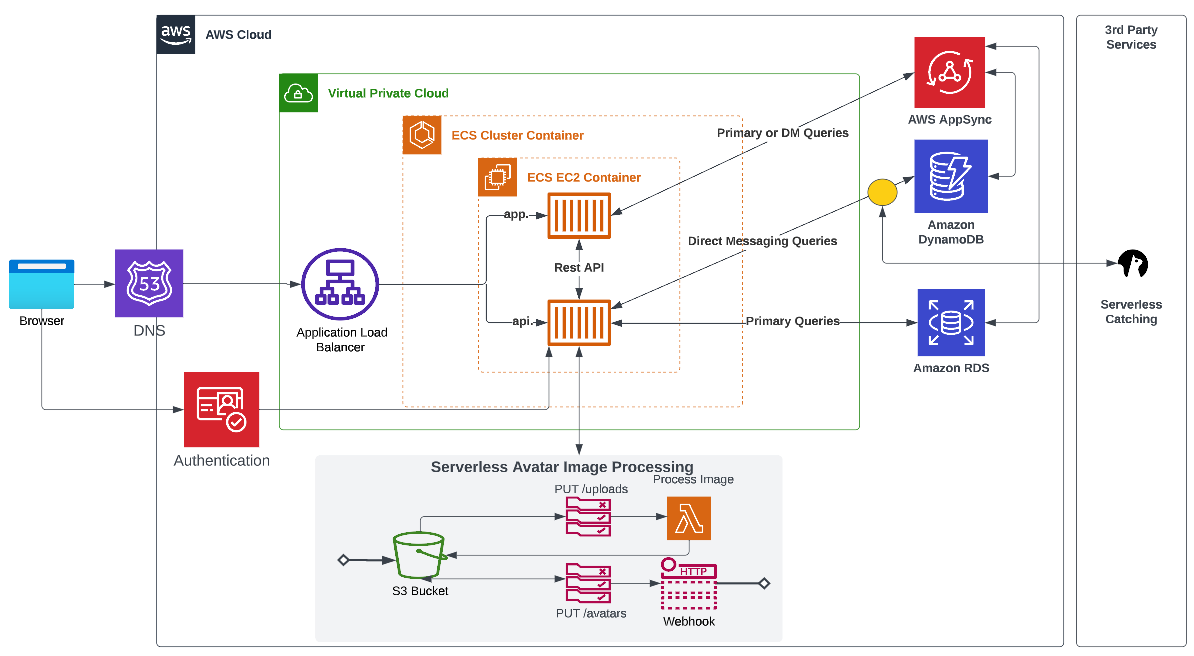 aws
AWS Cloud
3rd Party
Services
Virtual Private Cloud
AWS AppSync
ECS Cluster Container
Primary or DM Queries
ECS EC2 Container
app.
Amazon
DynamoDB
Direct Messaging Queries
Rest API
53
Browser
DNS
Application Load
Balancer
api.
Primary Queries
Serverless
Catching
Amazon RDS
Authentication
Serverless Avatar Image Processing
PUT /uploads
Process Image
S3 Bucket
HTTP
PUT /avatars
Webhook